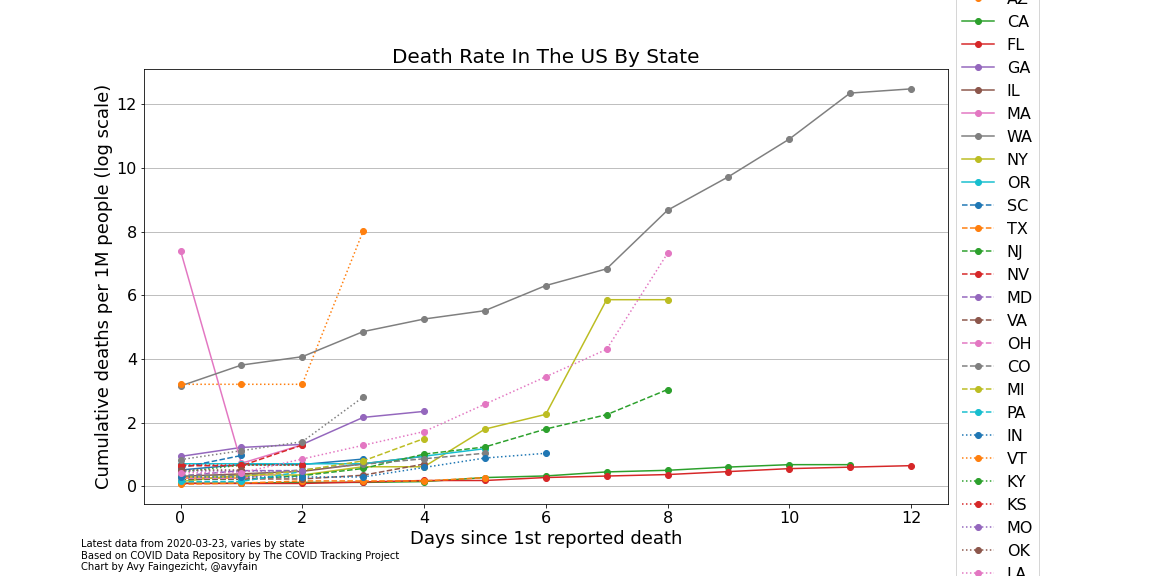 Death Rate In The US By State
Cumulative deaths per 1M people (log scale)
12
10
8
6
4
2
0
0 2 4 6 8 10 12
Days since 1st reported death
Latest data from 2020-03-23, varies by state
Based on COVID Data Repository by The COVID Tracking Project
Chart by Avy Faingezicht, @avyfain
AZ
CA
FL
GA
IL
MA
WA
NY
OR
SC
TX
NJ
NV
MD
VA
OH
CO
MI
PA
IN
VT
KY
KS
MO
OK
LA